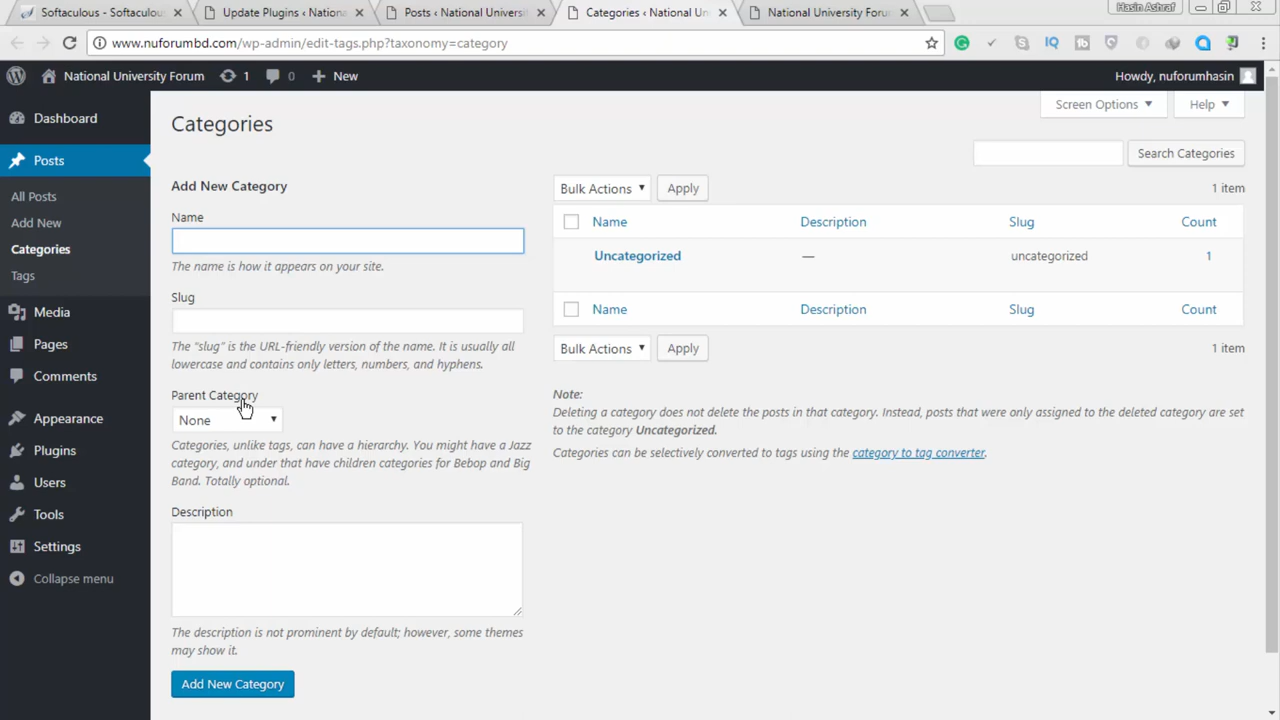 Softaculous - Softaculou
Update Plugins ‹ Nationa
Posts ‹ National Universi
Categories ‹ National Un
National University Foru
Hasin Ashraf
www.nuforumbd.com/wp-admin/edit-tags.php?taxonomy=category
National University Forum 1 0 New Howdy, nuforumhasin
Screen Options Help
Dashboard
Posts
All Posts
Add New
Categories
Tags
Media
Pages
Comments
Appearance
Plugins
Users
Tools
Settings
Collapse menu
Categories
Search Categories
Add New Category
Name
The name is how it appears on your site.
Slug
The “slug” is the URL-friendly version of the name. It is usually all
lowercase and contains only letters, numbers, and hyphens.
Parent Category
None
Categories, unlike tags, can have a hierarchy. You might have a Jazz
category, and under that have children categories for Bebop and Big
Band. Totally optional.
Description
The description is not prominent by default; however, some themes
may show it.
Add New Category
Bulk Actions Apply 1 item
Name Description Slug Count
Uncategorized — uncategorized 1
Name Description Slug Count
Bulk Actions Apply 1 item
Note:
Deleting a category does not delete the posts in that category. Instead, posts that were only assigned to the deleted category are set
to the category Uncategorized.
Categories can be selectively converted to tags using the category to tag converter.